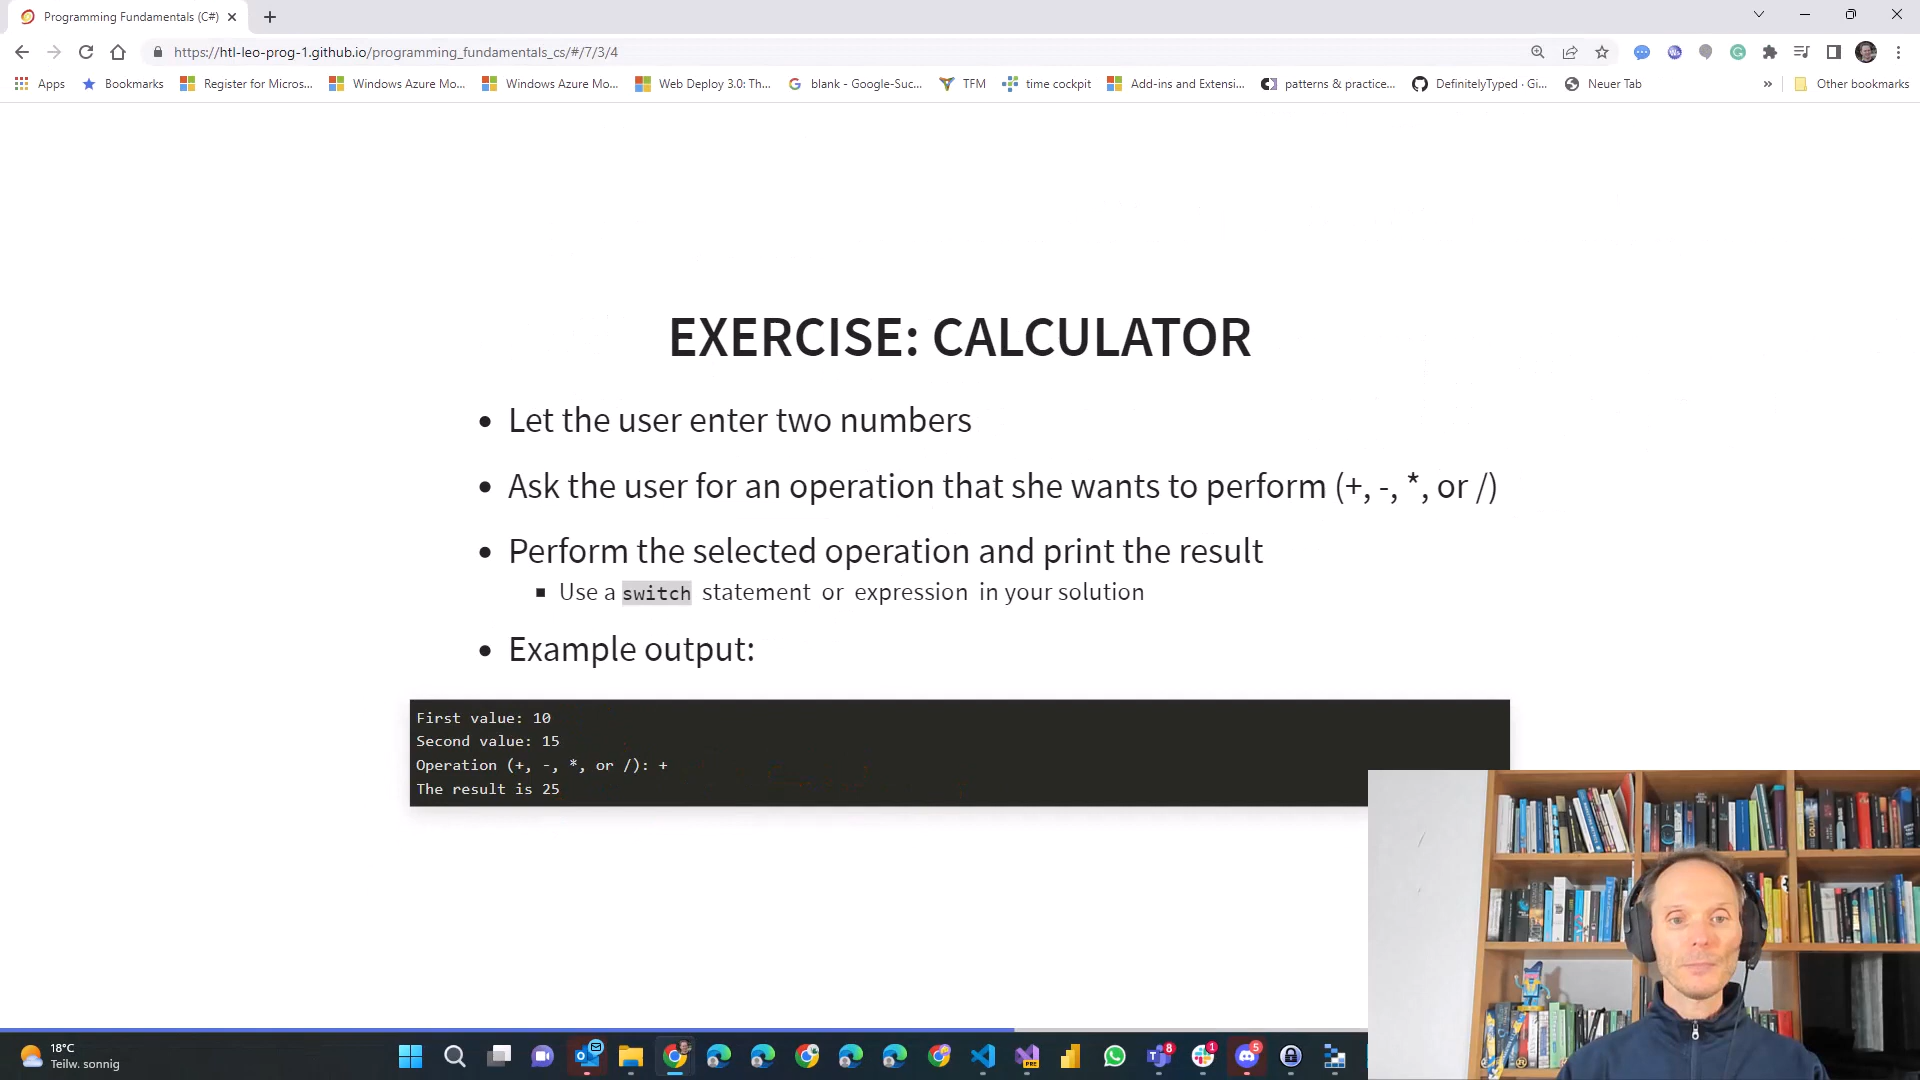 Programming Fundamentals (C#)
https://htl-leo-prog-1.github.io/programming_fundamentals_cs/#/7/3/4
Apps
Bookmarks
Register for Micros...
Windows Azure Mo...
Windows Azure Mo...
Web Deploy 3.0: Th...
blank - Google-Suc...
TFM
time cockpit
Add-ins and Extensi...
patterns & practice...
DefinitelyTyped · Gi...
Neuer Tab
»
Other bookmarks
EXERCISE: CALCULATOR
• Let the user enter two numbers
• Ask the user for an operation that she wants to perform (+, -, *, or /)
• Perform the selected operation and print the result
▪ Use a switch statement or expression in your solution
• Example output:
First value: 10
Second value: 15
Operation (+, -, *, or /): +
The result is 25
18°C
Teilw. sonnig
PRE
8
1
5